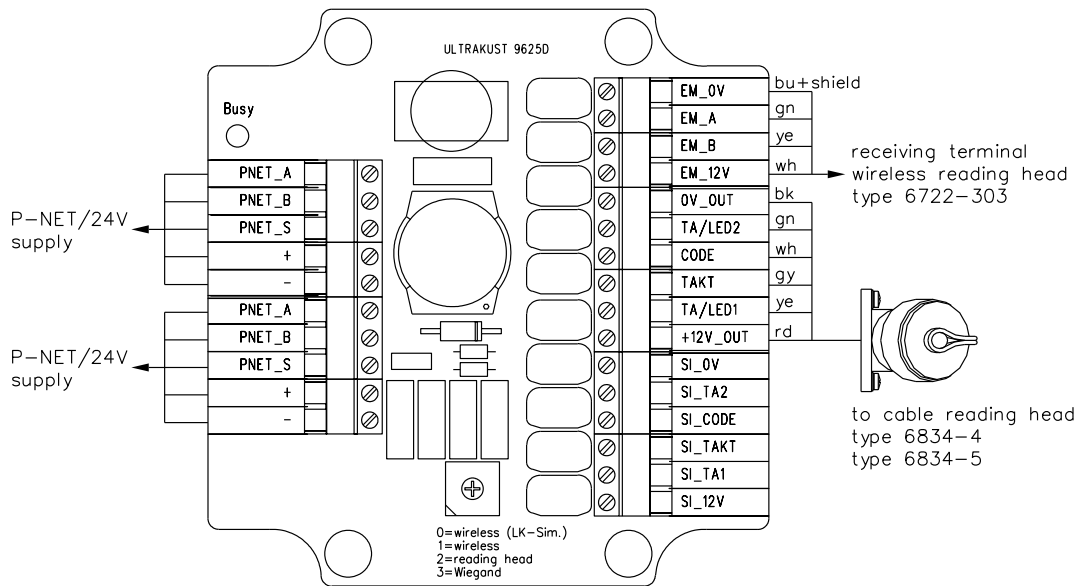 ULTRAKUST 9625D
Busy
PNET_A
PNET_B
PNET_S
+
-
PNET_A
PNET_B
PNET_S
+
-
P-NET/24V
supply
P-NET/24V
supply
EM_0V
EM_A
EM_B
EM_12V
0V_OUT
TA/LED2
CODE
TAKT
TA/LED1
+12V_OUT
SI_0V
SI_TA2
SI_CODE
SI_TAKT
SI_TA1
SI_12V
bu+shield
gn
ye
wh
bk
gn
wh
gy
ye
rd
receiving terminal
wireless reading head
type 6722-303
to cable reading head
type 6834-4
type 6834-5
0=wireless (LK-Sim.)
1=wireless
2=reading head
3=Wiegand